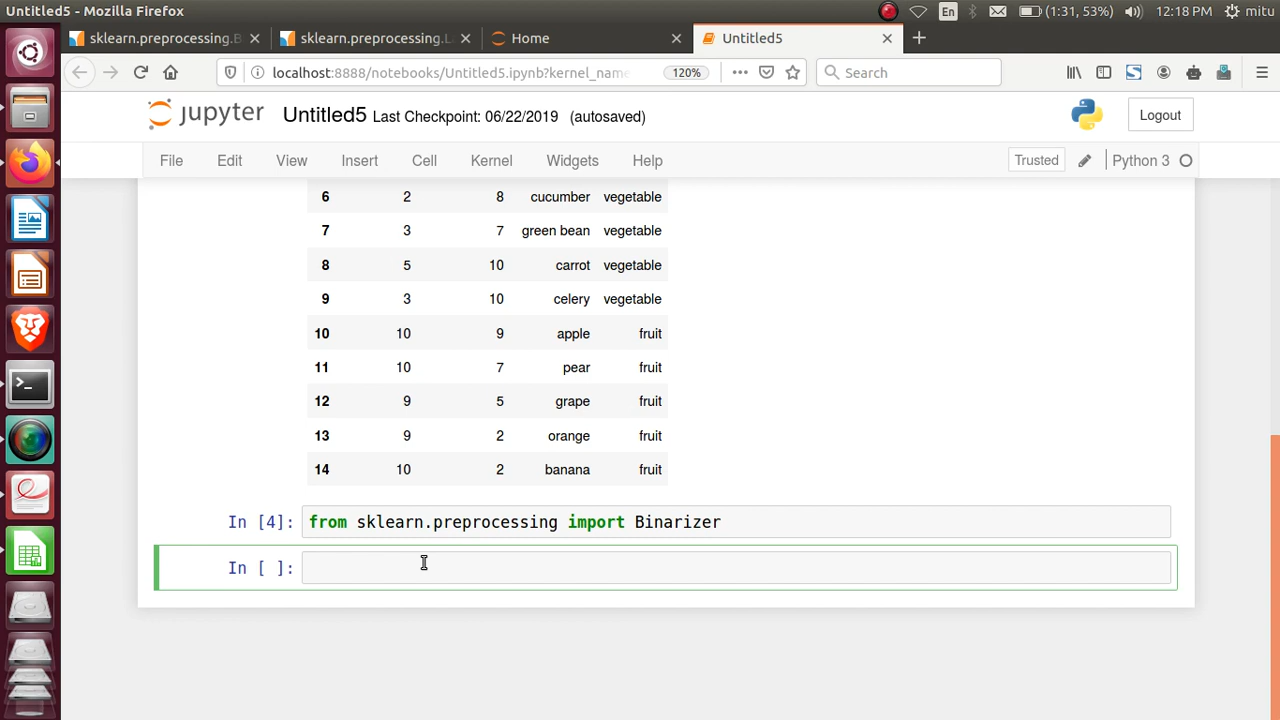 Untitled5 - Mozilla Firefox En (1:31, 53%) 12:18 PM mitu
sklearn.preprocessing.B sklearn.preprocessing.L Home Untitled5
localhost:8888/notebooks/Untitled5.ipynb?kernel_name 120% Search
jupyter Untitled5 Last Checkpoint: 06/22/2019 (autosaved) Logout
File Edit View Insert Cell Kernel Widgets Help Trusted Python 3
6 2 8 cucumber vegetable
7 3 7 green bean vegetable
8 5 10 carrot vegetable
9 3 10 celery vegetable
10 10 9 apple fruit
11 10 7 pear fruit
12 9 5 grape fruit
13 9 2 orange fruit
14 10 2 banana fruit
In [4]: from sklearn.preprocessing import Binarizer
In [ ]: